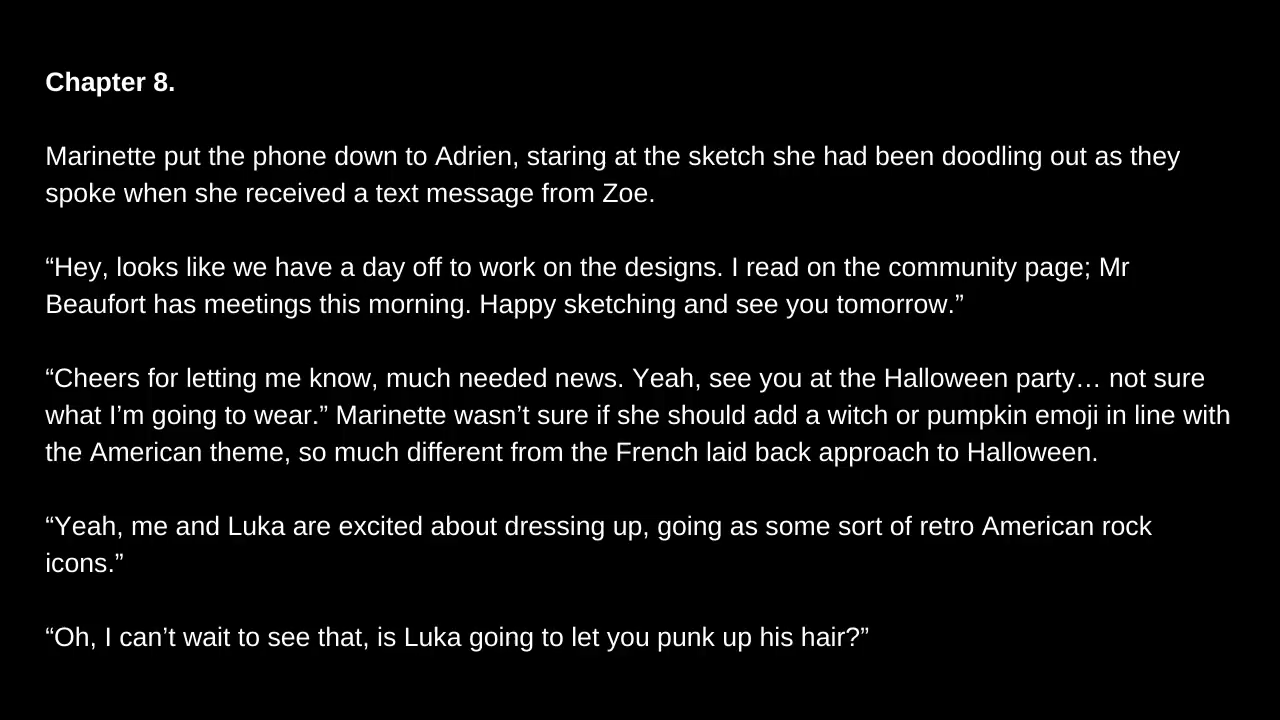 Chapter 8.
Marinette put the phone down to Adrien, staring at the sketch she had been doodling out as they
spoke when she received a text message from Zoe.
“Hey, looks like we have a day off to work on the designs. I read on the community page; Mr
Beaufort has meetings this morning. Happy sketching and see you tomorrow.”
“Cheers for letting me know, much needed news. Yeah, see you at the Halloween party… not sure
what I’m going to wear.” Marinette wasn’t sure if she should add a witch or pumpkin emoji in line with
the American theme, so much different from the French laid back approach to Halloween.
“Yeah, me and Luka are excited about dressing up, going as some sort of retro American rock
icons.”
“Oh, I can’t wait to see that, is Luka going to let you punk up his hair?”